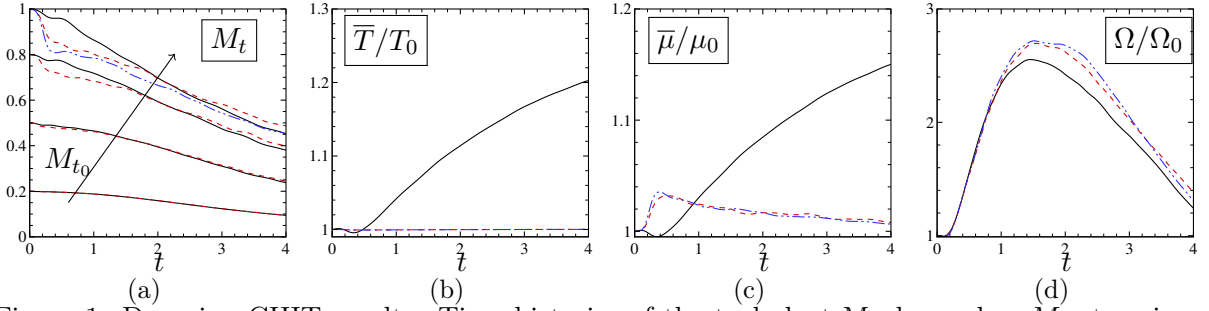 M_t
M_{t_0}
1
0.8
0.6
0.4
0.2
0
0 1 2 3 4
t
(a)
T̅/T_0
1.3
1.2
1.1
1
0 1 2 3 4
t
(b)
μ̅/μ_0
1.2
1.1
1
0 1 2 3 4
t
(c)
Ω/Ω_0
3
2
1
0 1 2 3 4
t
(d)
Figure 1: Decaying CHIT results. Time histories of the turbulent Mach number M_t